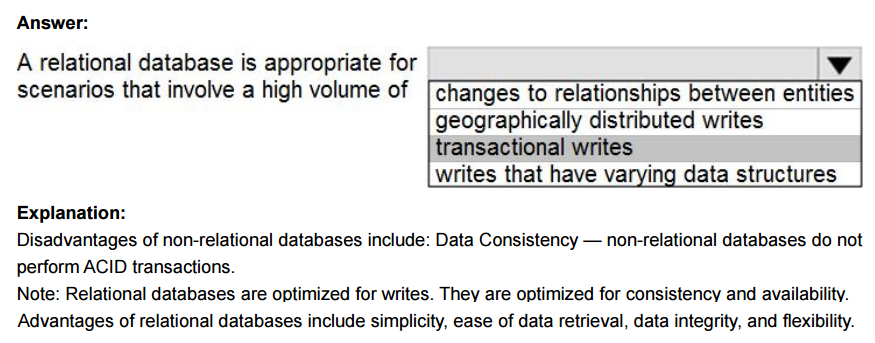 Answer:
A relational database is appropriate for
scenarios that involve a high volume of
changes to relationships between entities
geographically distributed writes
transactional writes
writes that have varying data structures
Explanation:
Disadvantages of non-relational databases include: Data Consistency — non-relational databases do not
perform ACID transactions.
Note: Relational databases are optimized for writes. They are optimized for consistency and availability.
Advantages of relational databases include simplicity, ease of data retrieval, data integrity, and flexibility.